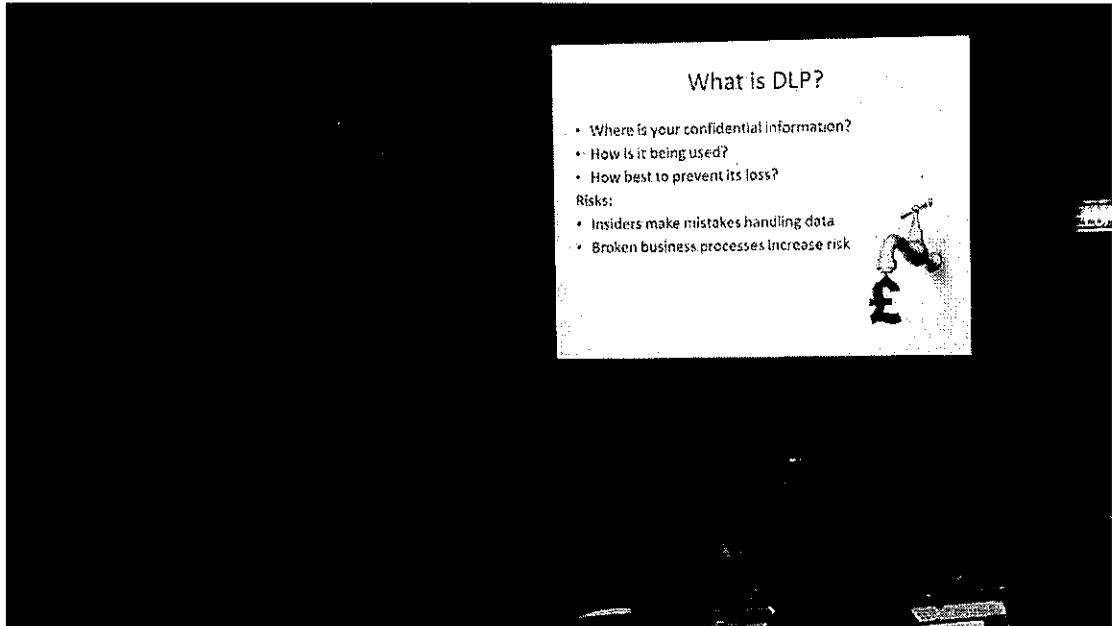 What is DLP?
• Where is your confidential information?
• How is it being used?
• How best to prevent its loss?
Risks:
• Insiders make mistakes handling data
• Broken business processes increase risk
£